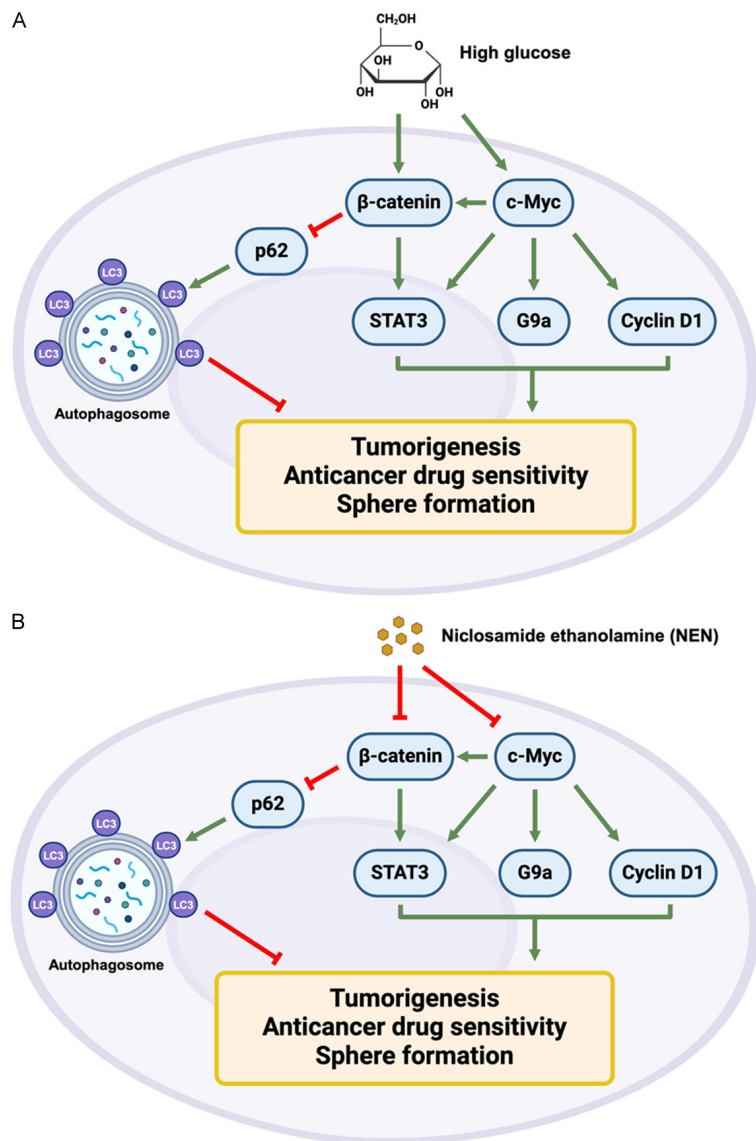 A
CH₂OH
O
OH
OH
OH
OH
High glucose
β-catenin
c-Myc
p62
LC3
LC3
LC3
LC3
LC3
STAT3
G9a
Cyclin D1
Autophagosome
Tumorigenesis
Anticancer drug sensitivity
Sphere formation
B
Niclosamide ethanolamine (NEN)
β-catenin
c-Myc
p62
LC3
LC3
LC3
LC3
LC3
STAT3
G9a
Cyclin D1
Autophagosome
Tumorigenesis
Anticancer drug sensitivity
Sphere formation